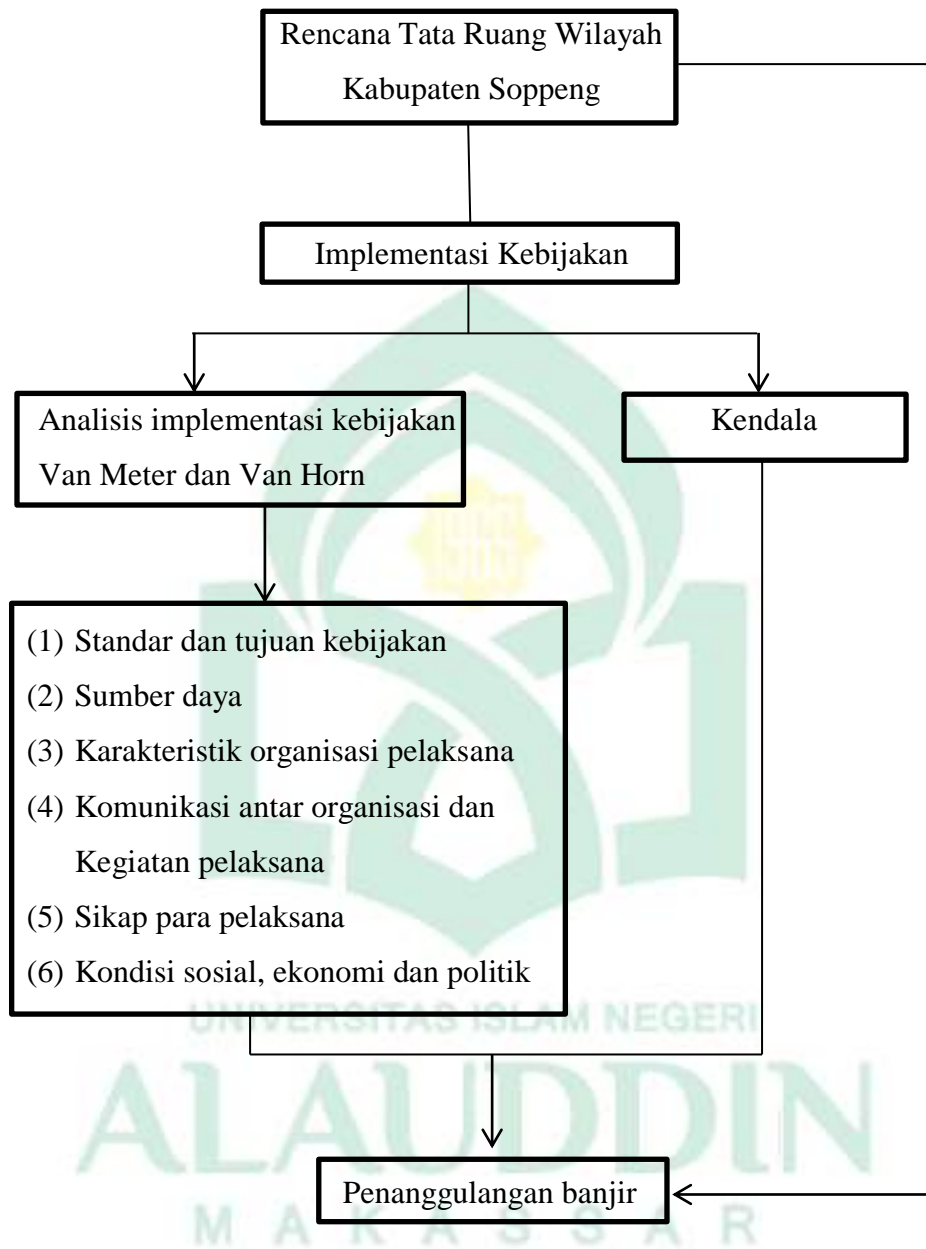 Rencana Tata Ruang Wilayah
Kabupaten Soppeng
Implementasi Kebijakan
Analisis implementasi kebijakan
Van Meter dan Van Horn
Kendala
(1) Standar dan tujuan kebijakan
(2) Sumber daya
(3) Karakteristik organisasi pelaksana
(4) Komunikasi antar organisasi dan
Kegiatan pelaksana
(5) Sikap para pelaksana
(6) Kondisi sosial, ekonomi dan politik
UNIVERSITAS ISLAM NEGERI
ALAUDDIN
Penanggulangan banjir
MAKASSAR